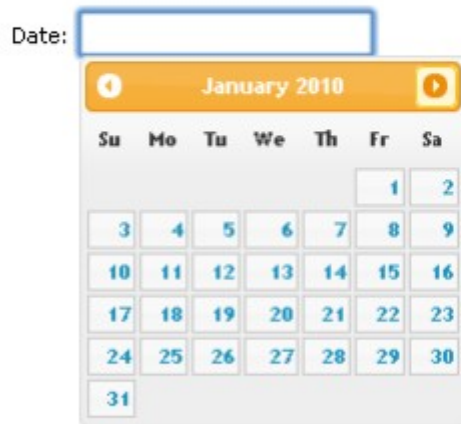 Date:
January 2010
Su Mo Tu We Th Fr Sa
1 2
3 4 5 6 7 8 9
10 11 12 13 14 15 16
17 18 19 20 21 22 23
24 25 26 27 28 29 30
31